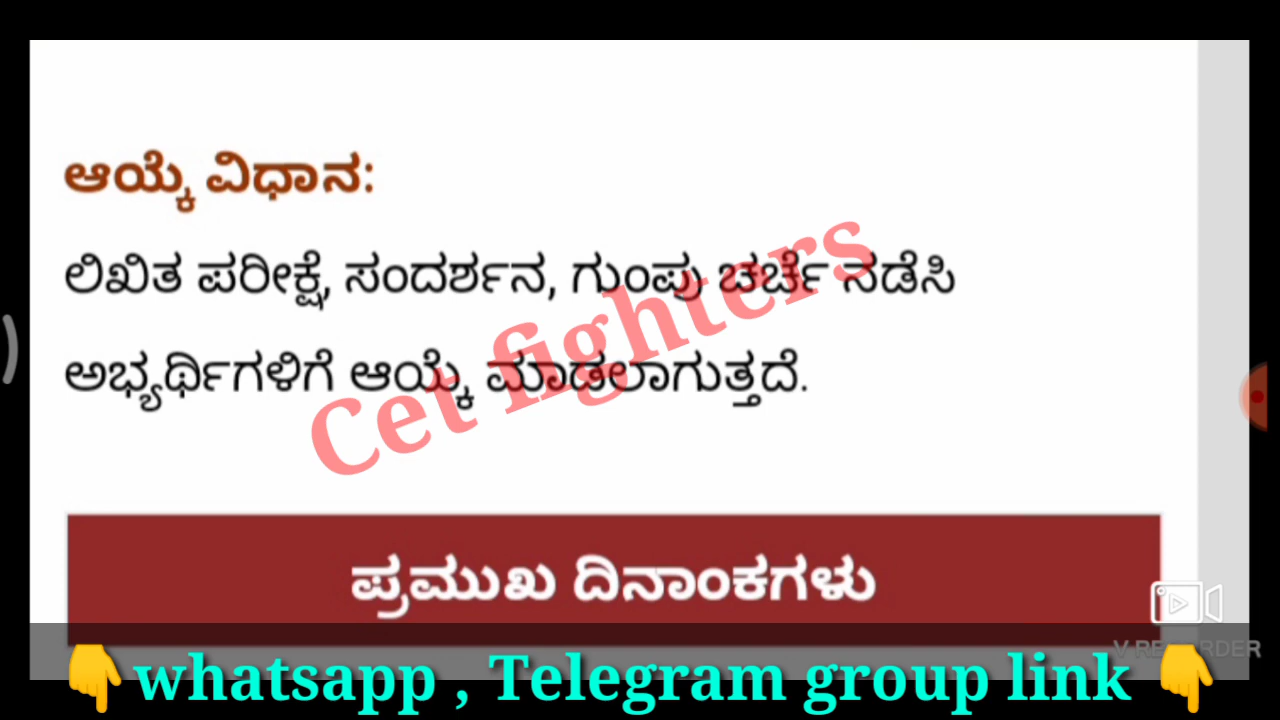 ಆಯ್ಕೆ ವಿಧಾನ:
ಲಿಖಿತ ಪರೀಕ್ಷೆ, ಸಂದರ್ಶನ, ಗುಂಪು ಚರ್ಚೆ ನಡೆಸಿ
ಅಭ್ಯರ್ಥಿಗಳಿಗೆ ಆಯ್ಕೆ ಮಾಡಲಾಗುತ್ತದೆ.
Cet fighters
ಪ್ರಮುಖ ದಿನಾಂಕಗಳು
V RECORDER
👇whatsapp , Telegram group link 👇